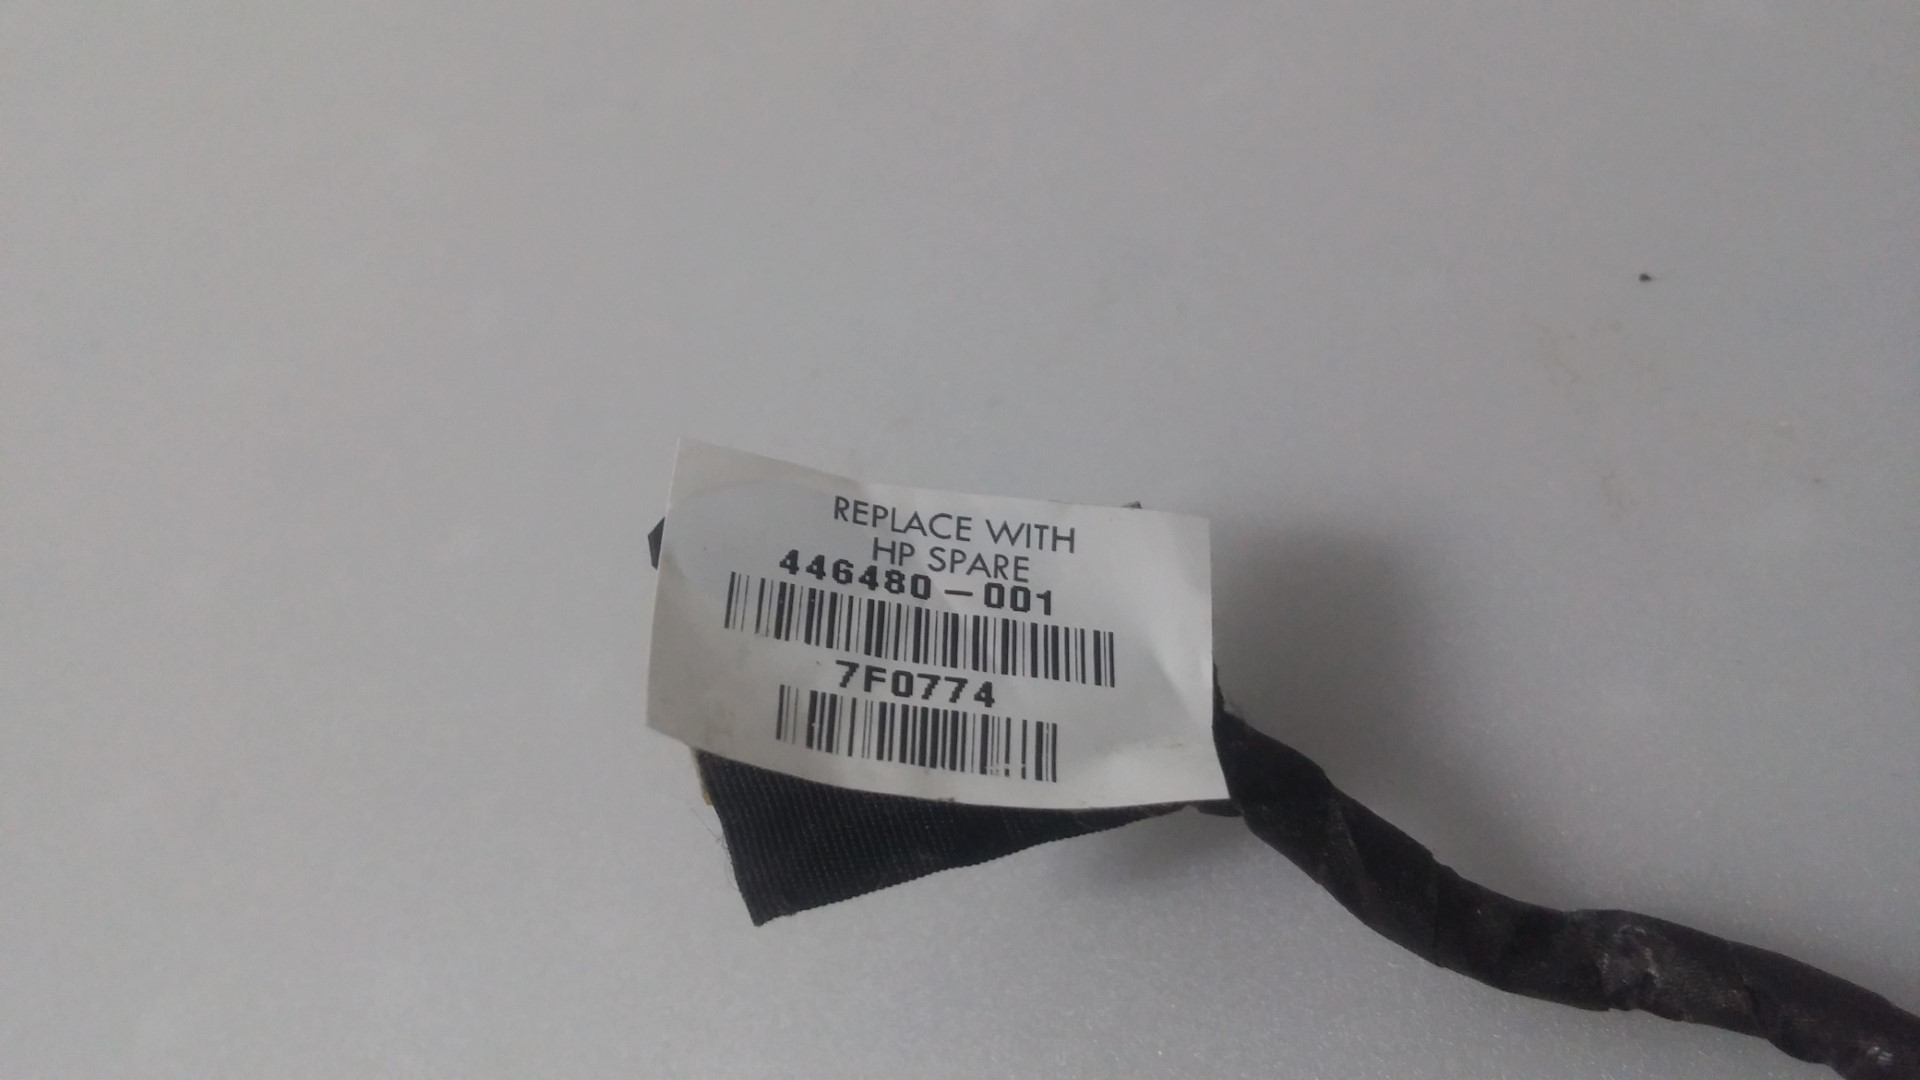 REPLACE WITH
HP SPARE
446480-001
7F0774